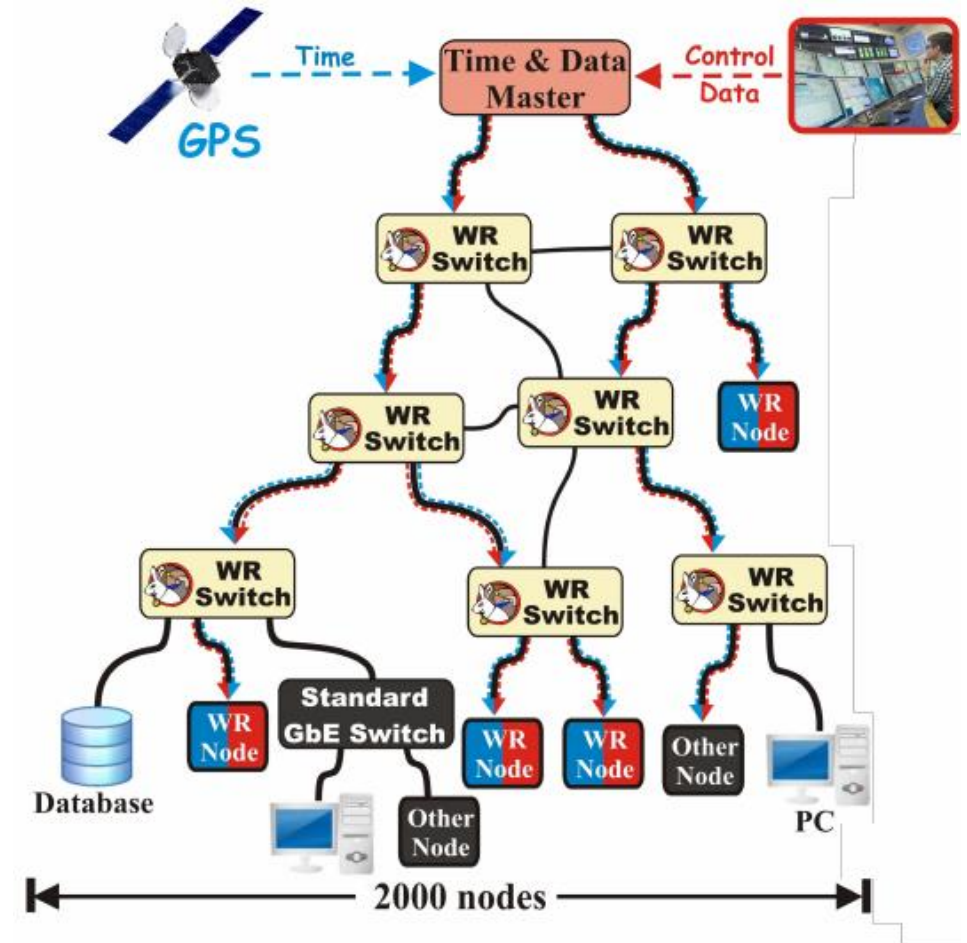 Time
Time & Data
Master
Control
Data
GPS
WR
Switch
WR
Switch
WR
Switch
WR
Switch
WR
Node
WR
Switch
WR
Switch
WR
Switch
Standard
GbE Switch
WR
Node
WR
Node
WR
Node
Other
Node
Database
Other
Node
PC
2000 nodes